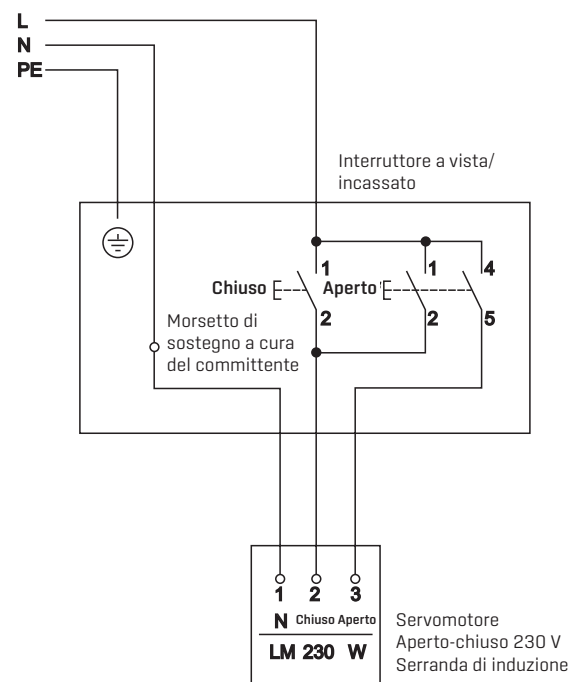 L
N
PE
Interruttore a vista/
incassato
1
1
4
Chiuso
Aperto
2
2
5
Morsetto di
sostegno a cura
del committente
1
2
3
N
Chiuso
Aperto
LM 230 W
Servomotore
Aperto-chiuso 230 V
Serranda di induzione